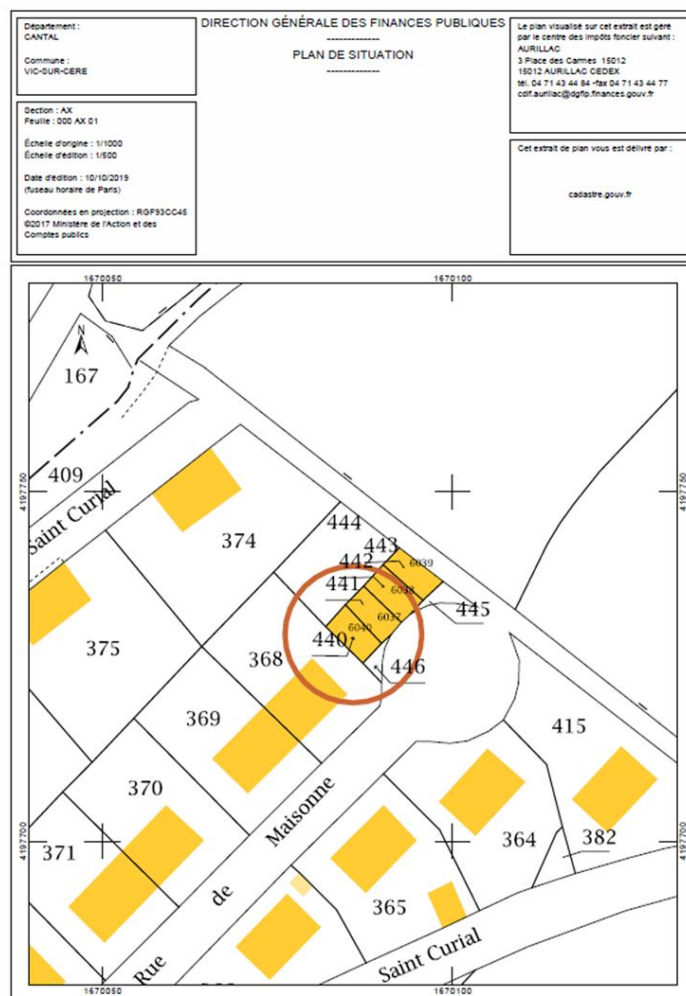 Département :
CANTAL
Commune :
VIC-SUR-CERE
Section : AX
Feuille : 000 AX 01
Échelle d'origine : 1/1000
Échelle d'édition : 1/500
Date d'édition : 10/10/2019
(fuseau horaire de Paris)
Coordonnées en projection : RGF93CC45
©2017 Ministère de l'Action et des
Comptes publics
DIRECTION GÉNÉRALE DES FINANCES PUBLIQUES
-------------
PLAN DE SITUATION
-------------
Le plan visualisé sur cet extrait est géré
par le centre des impôts foncier suivant :
AURILLAC
3 Place des Carmes 15012
15012 AURILLAC CEDEX
tél. 04 71 43 44 84 -fax 04 71 43 44 77
cdif.aurillac@dgfip.finances.gouv.fr
Cet extrait de plan vous est délivré par :
cadastre.gouv.fr
1670050
1670100
N
167
409
4197750
4197750
Saint Curial
374
444
443
442
6039
441
6038
445
6037
375
440
6040
368
446
369
415
370
Maisonne
4197700
4197700
371
364
382
de
365
Rue
Saint Curial
1670050
1670100